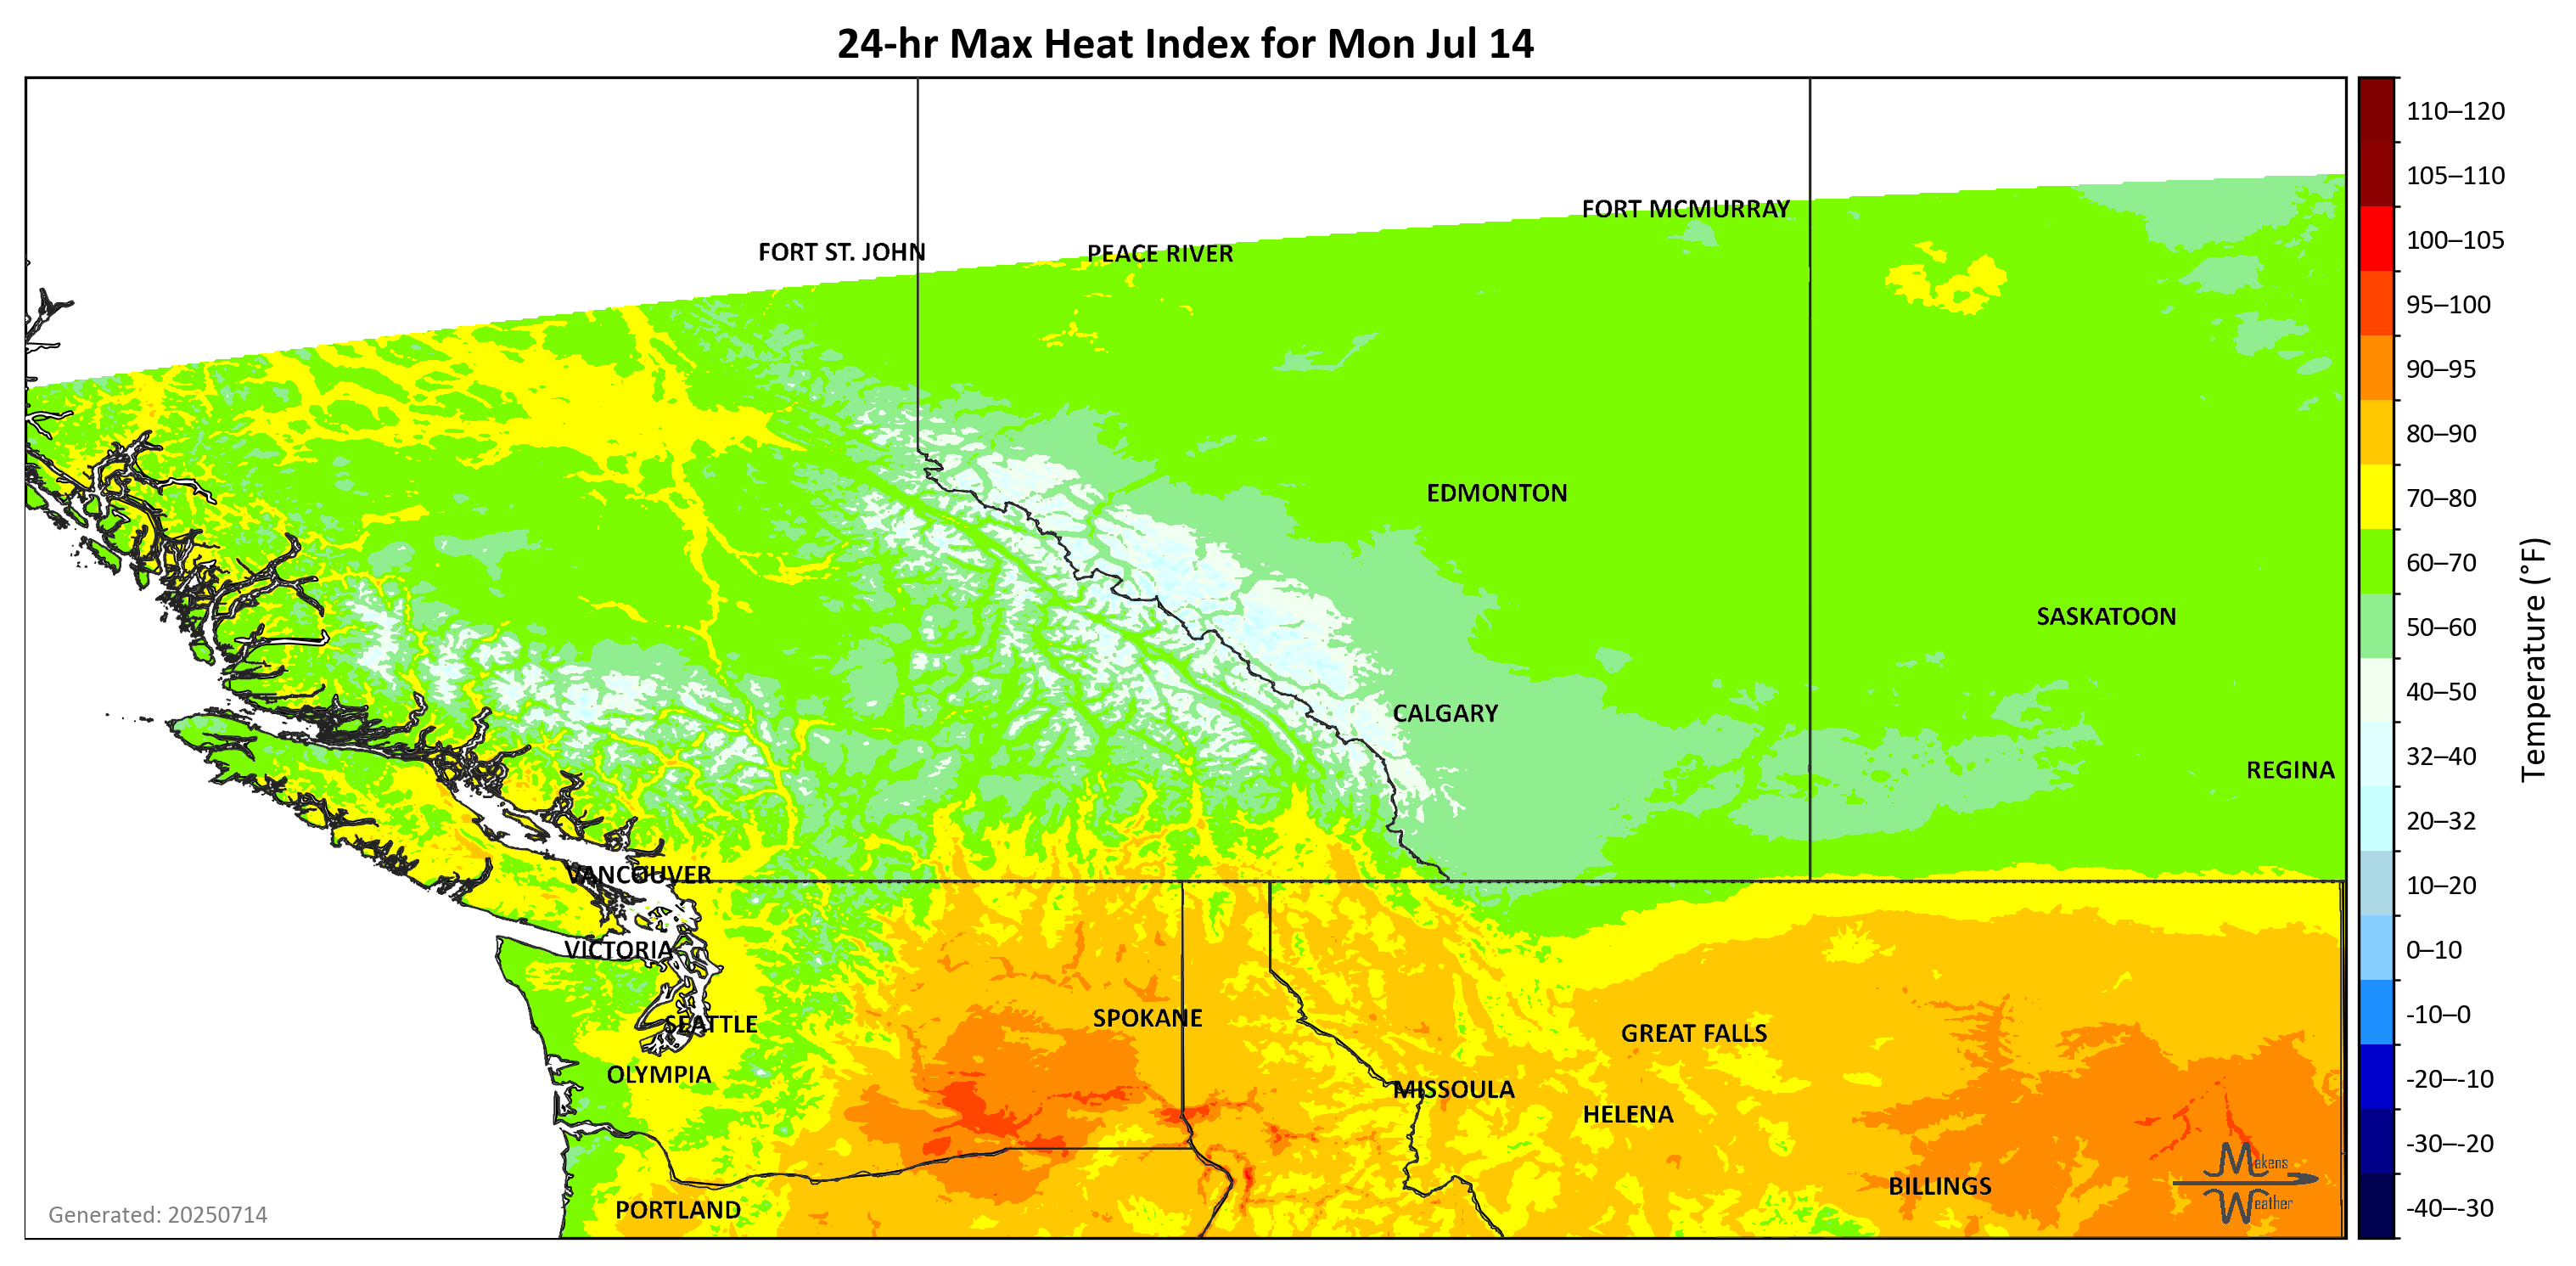 24-hr Max Heat Index for Mon Jul 14
FORT MCMURRAY
FORT ST. JOHN
PEACE RIVER
EDMONTON
SASKATOON
CALGARY
REGINA
VANCOUVER
VICTORIA
SEATTLE
SPOKANE
GREAT FALLS
OLYMPIA
MISSOULA
HELENA
BILLINGS
PORTLAND
Makens
Weather
Generated: 20250714
110–120
105–110
100–105
95–100
90–95
80–90
70–80
60–70
50–60
40–50
32–40
20–32
10–20
0–10
-10–0
-20–-10
-30–-20
-40–-30
Temperature (°F)